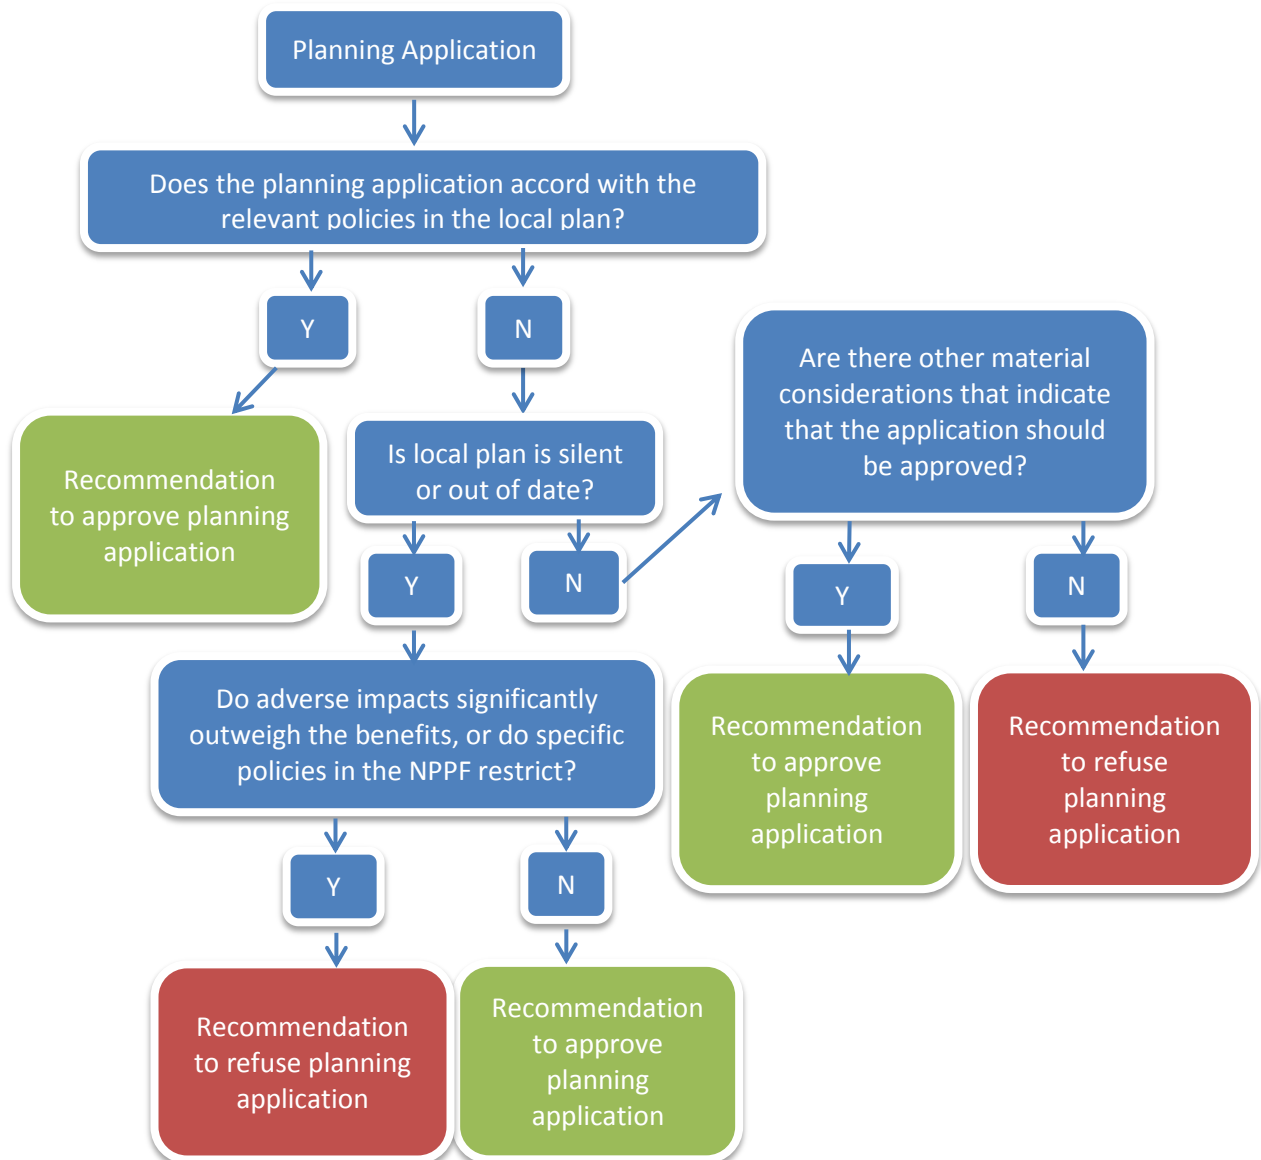 Planning Application
Does the planning application accord with the
relevant policies in the local plan?
Y
N
Recommendation
to approve planning
application
Is local plan is silent
or out of date?
Are there other material
considerations that indicate
that the application should
be approved?
Y
N
Y
N
Do adverse impacts significantly
outweigh the benefits, or do specific
policies in the NPPF restrict?
Recommendation
to approve
planning
application
Recommendation
to refuse
planning
application
Y
N
Recommendation
to refuse planning
application
Recommendation
to approve
planning
application